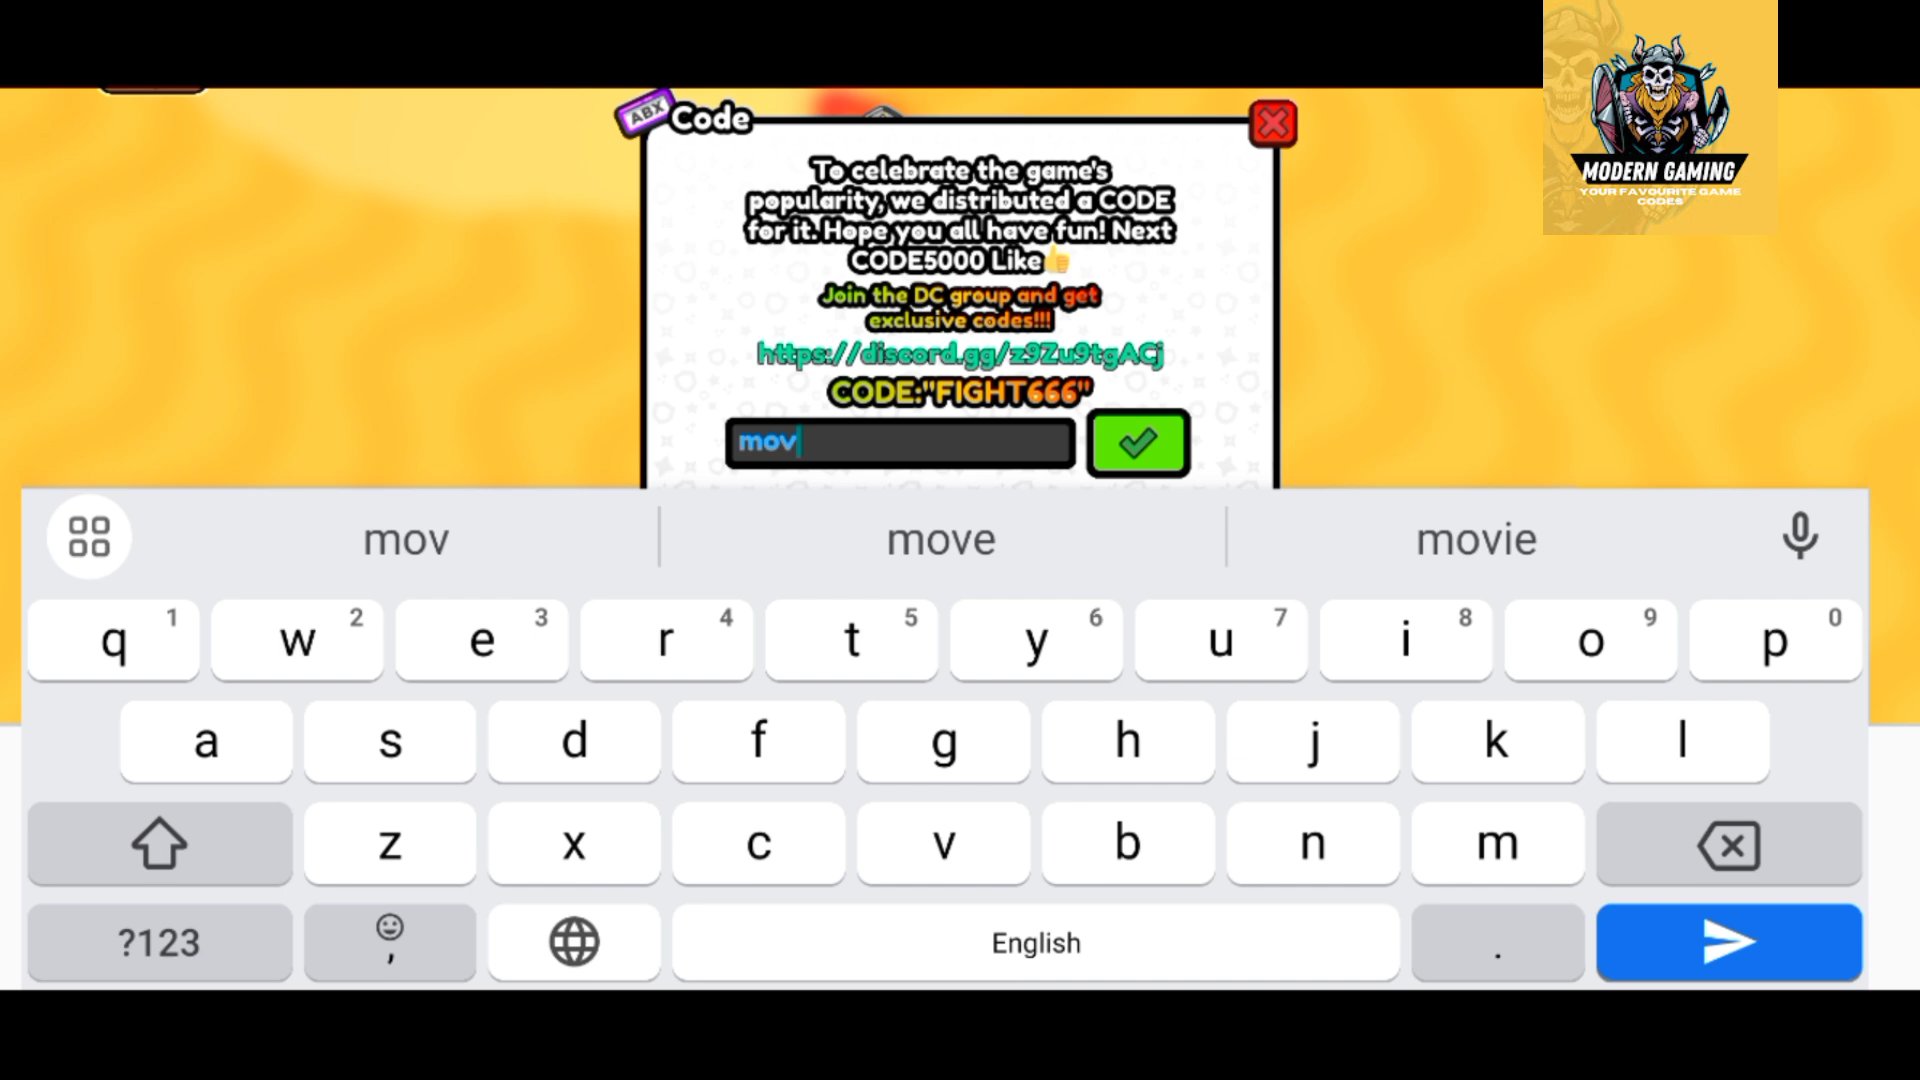 ABX
Code
To celebrate the game's
popularity, we distributed a CODE
for it. Hope you all have fun! Next
CODE5000 Like👍
Join the DC group and get
exclusive codes!!!
https://discord.gg/z9Zu9tgACj
CODE:"FIGHT666"
mov
MODERN GAMING
YOUR FAVOURITE GAME
CODES
mov move movie
q 1 w 2 e 3 r 4 t 5 y 6 u 7 i 8 o 9 p 0
a s d f g h j k l
z x c v b n m
?123 , English .